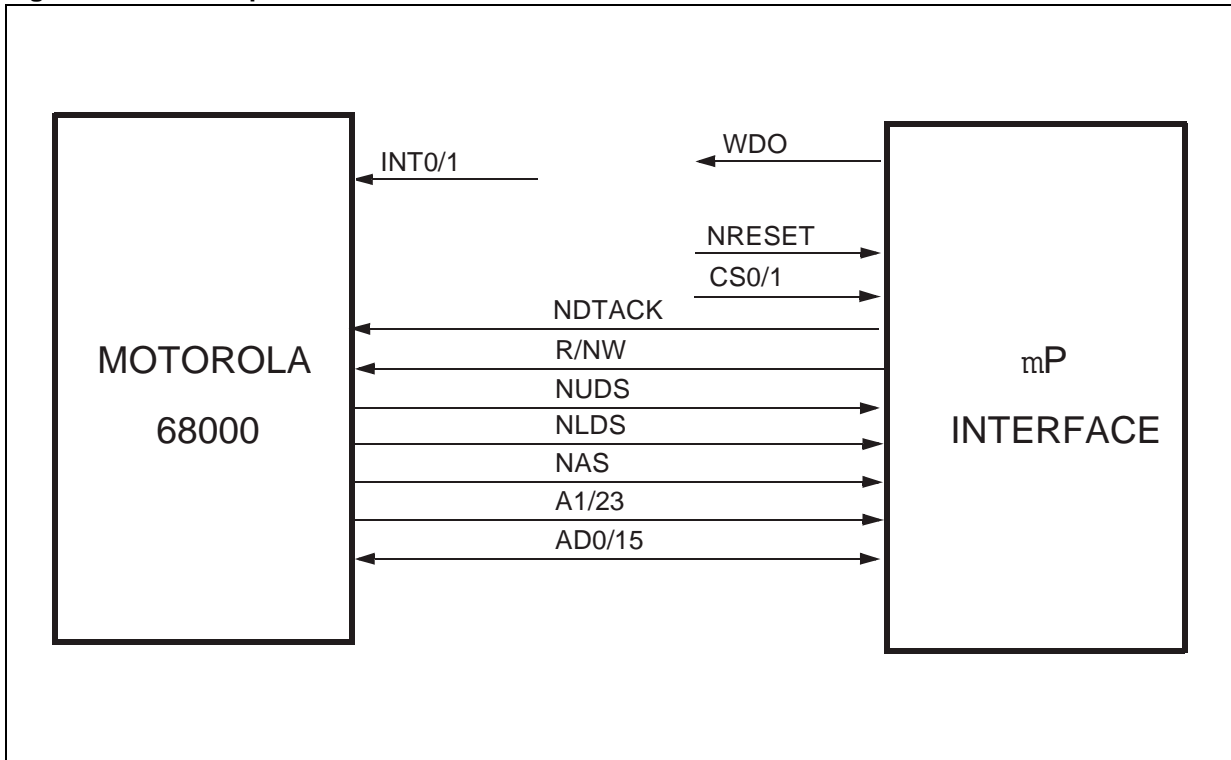 WDO
INT0/1
NRESET
CS0/1
NDTACK
R/NW
NUDS
NLDS
NAS
A1/23
AD0/15
MOTOROLA
68000
mP
INTERFACE